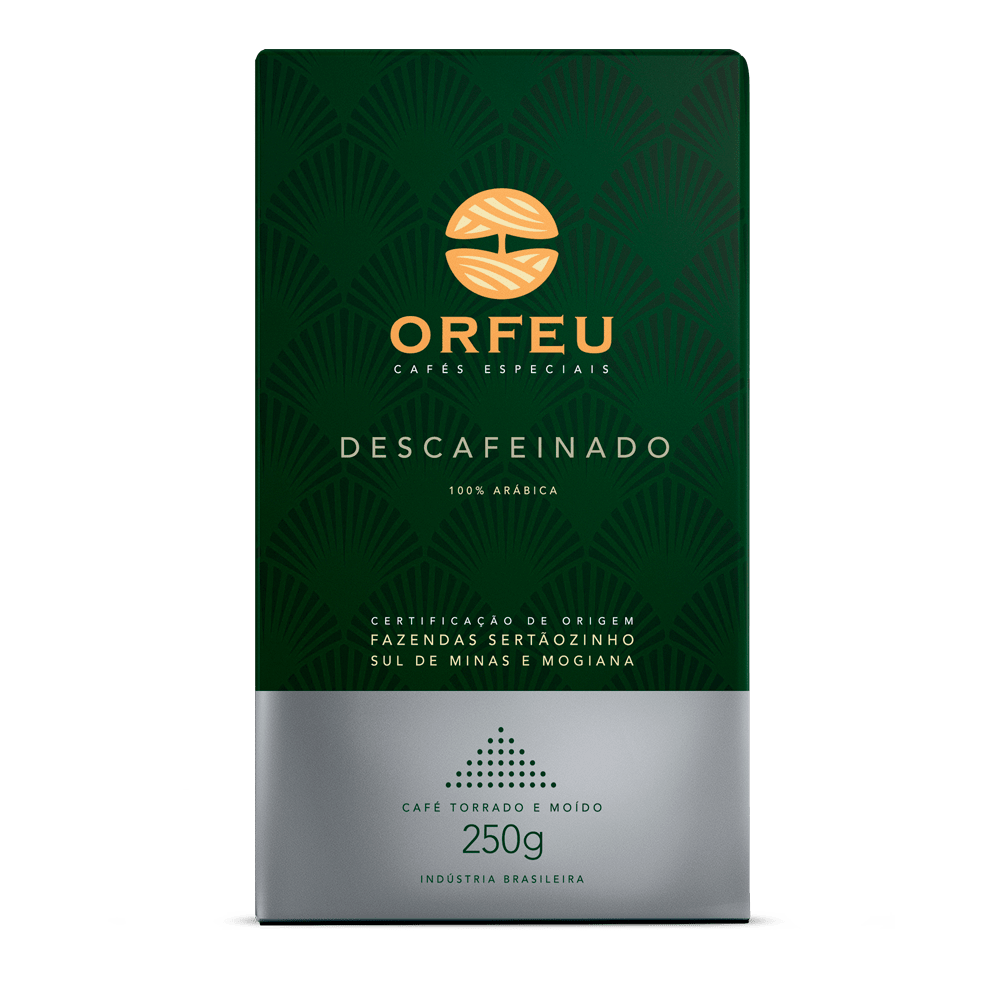 ORFEU
CAFÉS ESPECIAIS
DESCAFEINADO
100% ARÁBICA
CERTIFICAÇÃO DE ORIGEM
FAZENDAS SERTÃOZINHO
SUL DE MINAS E MOGIANA
CAFÉ TORRADO E MOÍDO
250g
INDÚSTRIA BRASILEIRA